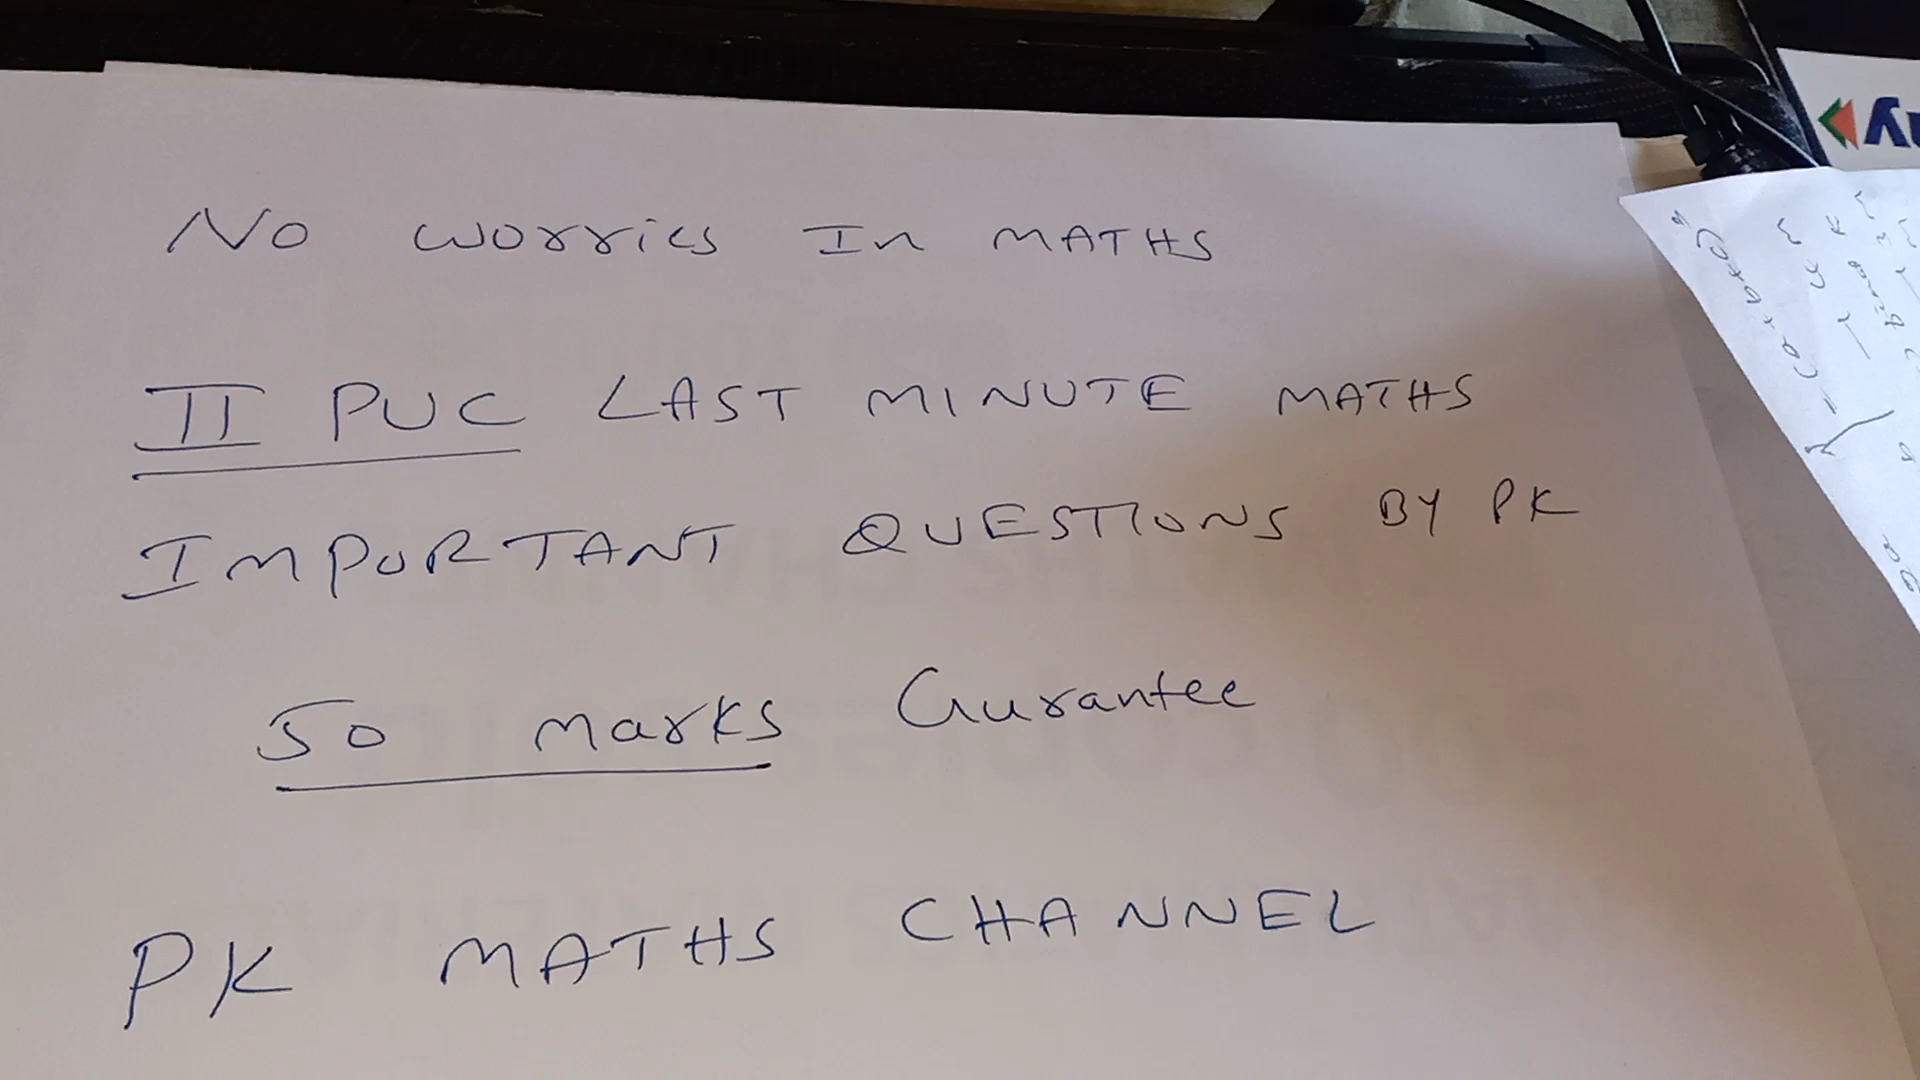 No worries In MATHS
II PUC LAST MINUTE MATHS
IMPORTANT QUESTIONS BY PK
50 marks Gurantee
PK MATHS CHANNEL